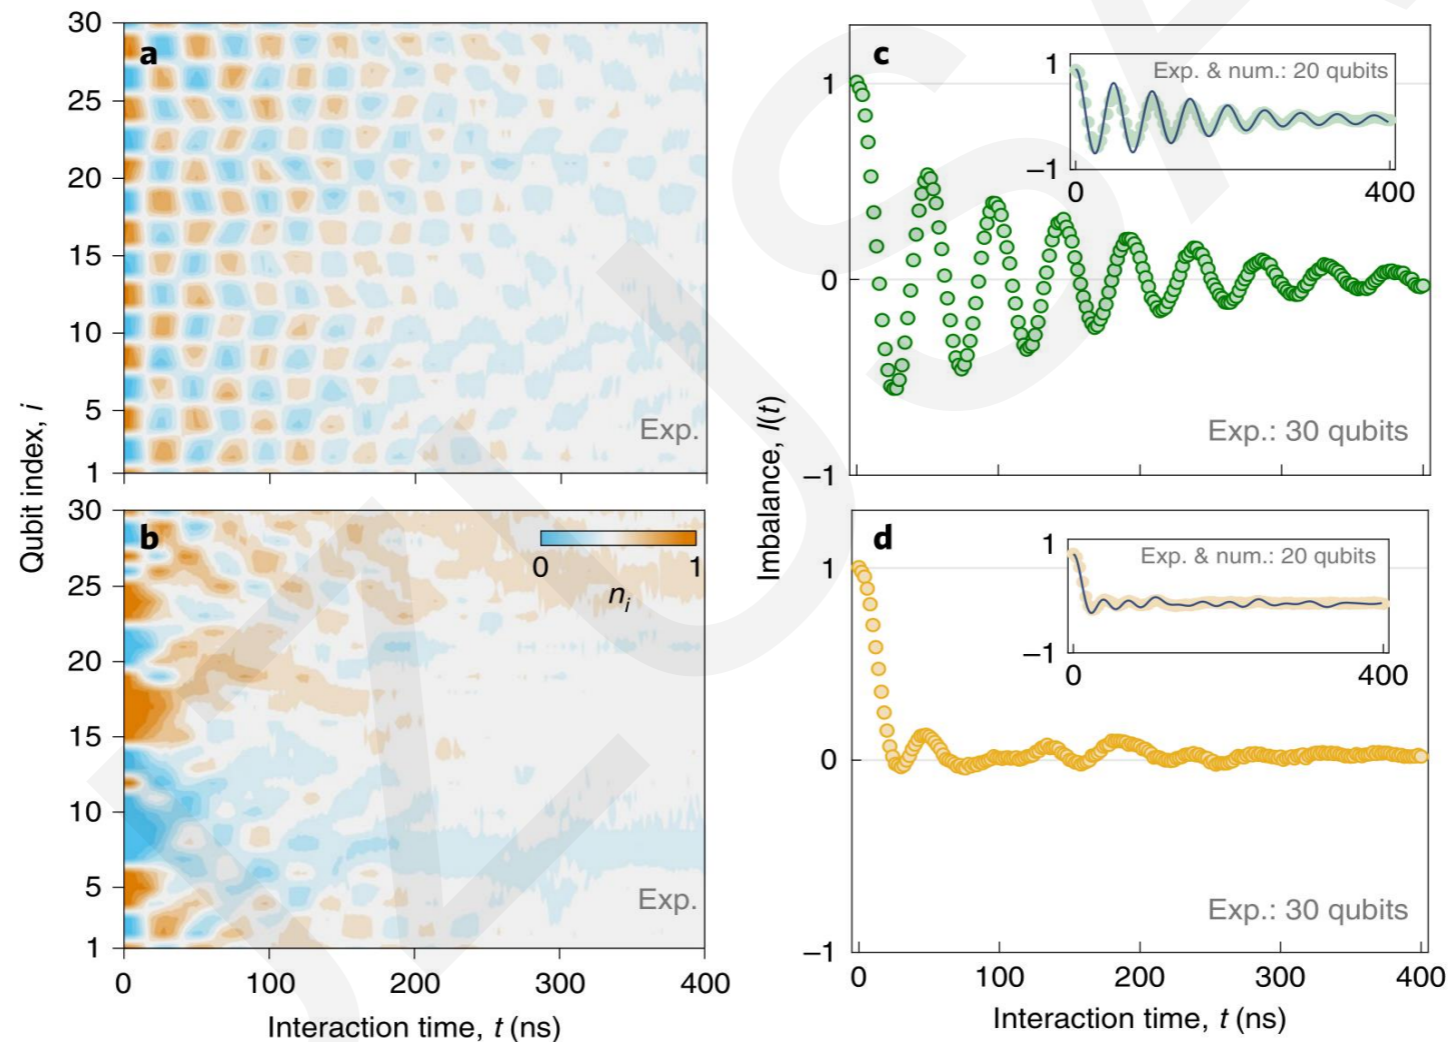 a
30
25
20
15
10
5
1
Exp.
Qubit index, i
b
30
25
20
15
10
5
1
0
1
nᵢ
Exp.
0
100
200
300
400
Interaction time, t (ns)
c
1
0
−1
Exp. & num.: 20 qubits
1
−1
0
400
Exp.: 30 qubits
Imbalance, I(t)
d
1
0
−1
Exp. & num.: 20 qubits
1
−1
0
400
Exp.: 30 qubits
0
100
200
300
400
Interaction time, t (ns)